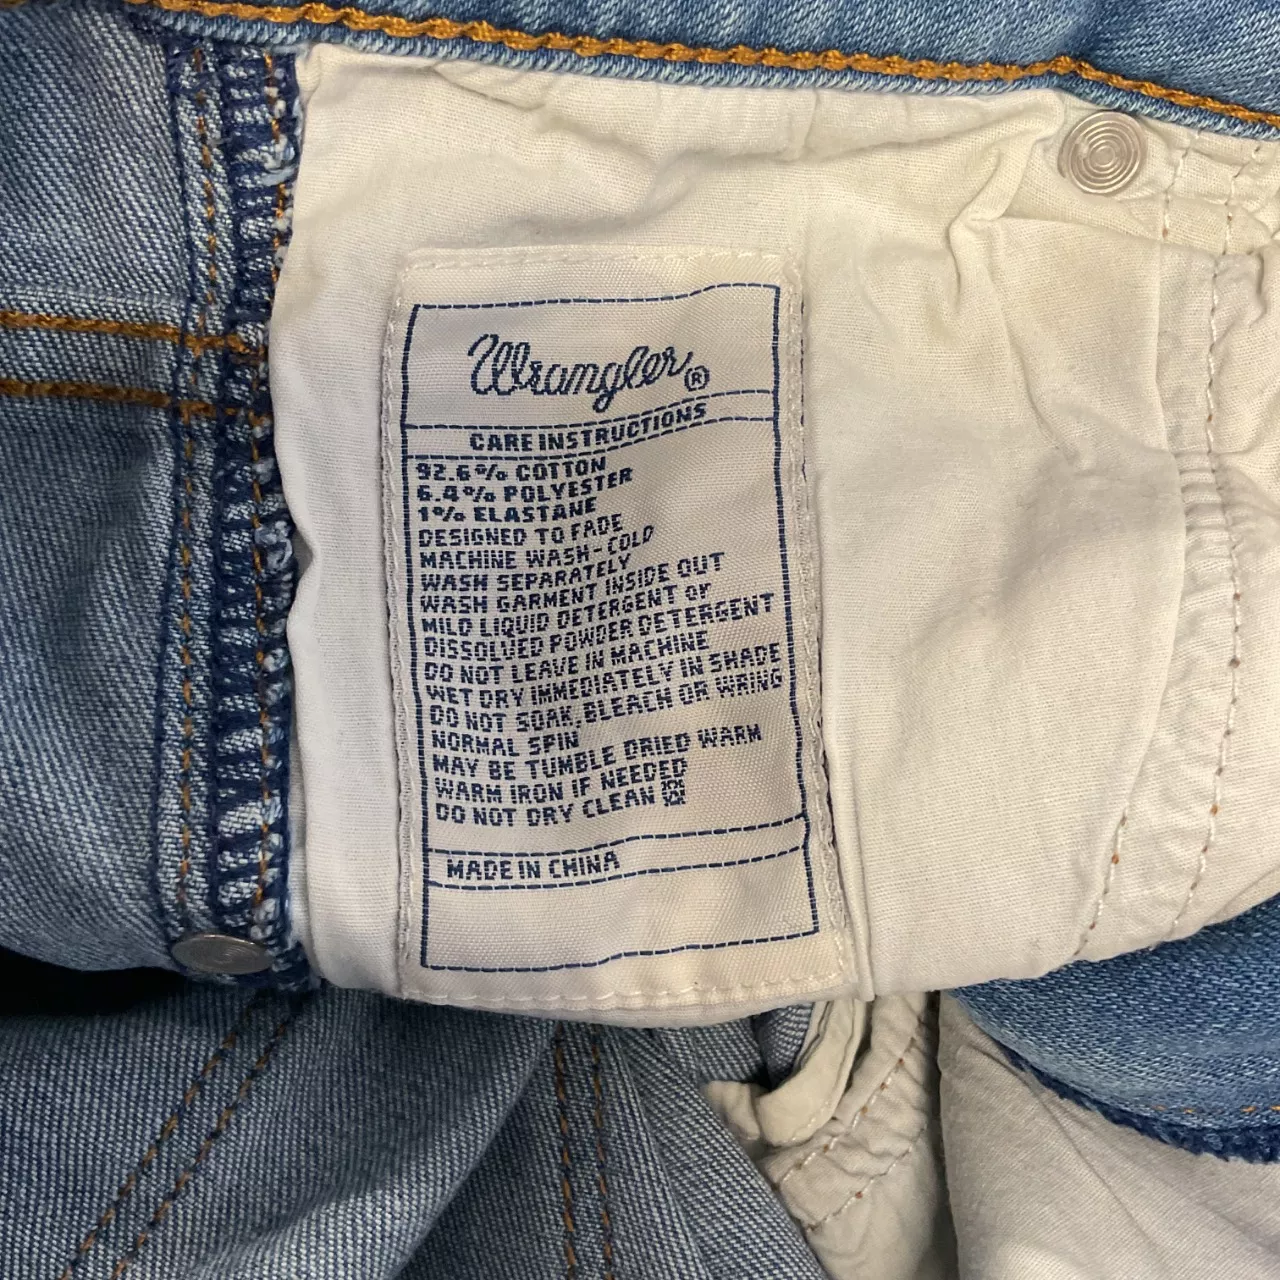 Wrangler®
CARE INSTRUCTIONS
92.6% COTTON
6.4% POLYESTER
1% ELASTANE
DESIGNED TO FADE
MACHINE WASH-COLD
WASH SEPARATELY
WASH GARMENT INSIDE OUT
MILD LIQUID DETERGENT OR
DISSOLVED POWDER DETERGENT
DO NOT LEAVE IN MACHINE
WET DRY IMMEDIATELY IN SHADE
DO NOT SOAK, BLEACH OR WRING
NORMAL SPIN
MAY BE TUMBLE DRIED WARM
WARM IRON IF NEEDED
DO NOT DRY CLEAN
MADE IN CHINA